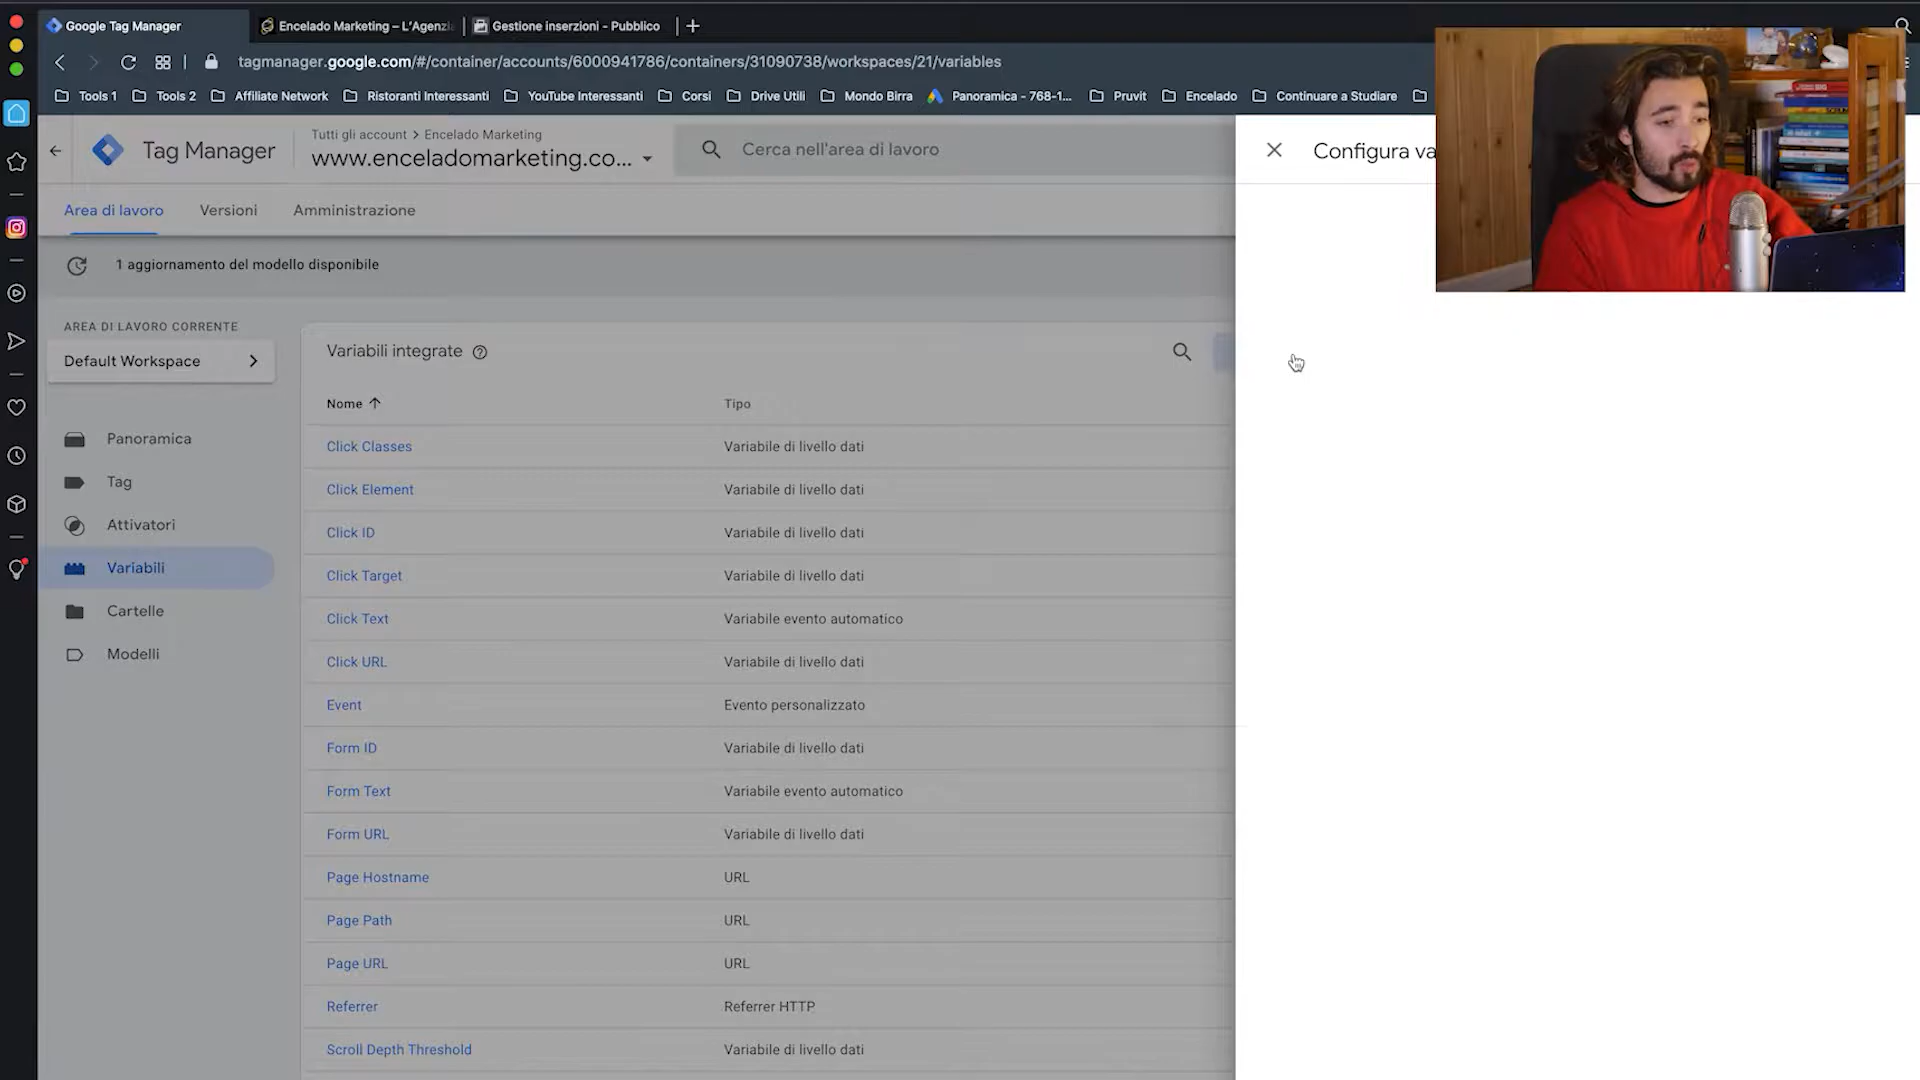 Google Tag Manager
Encelado Marketing – L'Agenzi
Gestione inserzioni - Pubblico
tagmanager.google.com/#/container/accounts/6000941786/containers/31090738/workspaces/21/variables
Tools 1
Tools 2
Affiliate Network
Ristoranti Interessanti
YouTube Interessanti
Corsi
Drive Utili
Mondo Birra
Panoramica - 768-1...
Pruvit
Encelado
Continuare a Studiare
Tag Manager
Tutti gli account > Encelado Marketing
www.enceladomarketing.co...
Cerca nell'area di lavoro
Configura va
Area di lavoro
Versioni
Amministrazione
1 aggiornamento del modello disponibile
AREA DI LAVORO CORRENTE
Default Workspace
Panoramica
Tag
Attivatori
Variabili
Cartelle
Modelli
Variabili integrate
Nome
Tipo
Click Classes
Variabile di livello dati
Click Element
Variabile di livello dati
Click ID
Variabile di livello dati
Click Target
Variabile di livello dati
Click Text
Variabile evento automatico
Click URL
Variabile di livello dati
Event
Evento personalizzato
Form ID
Variabile di livello dati
Form Text
Variabile evento automatico
Form URL
Variabile di livello dati
Page Hostname
URL
Page Path
URL
Page URL
URL
Referrer
Referrer HTTP
Scroll Depth Threshold
Variabile di livello dati